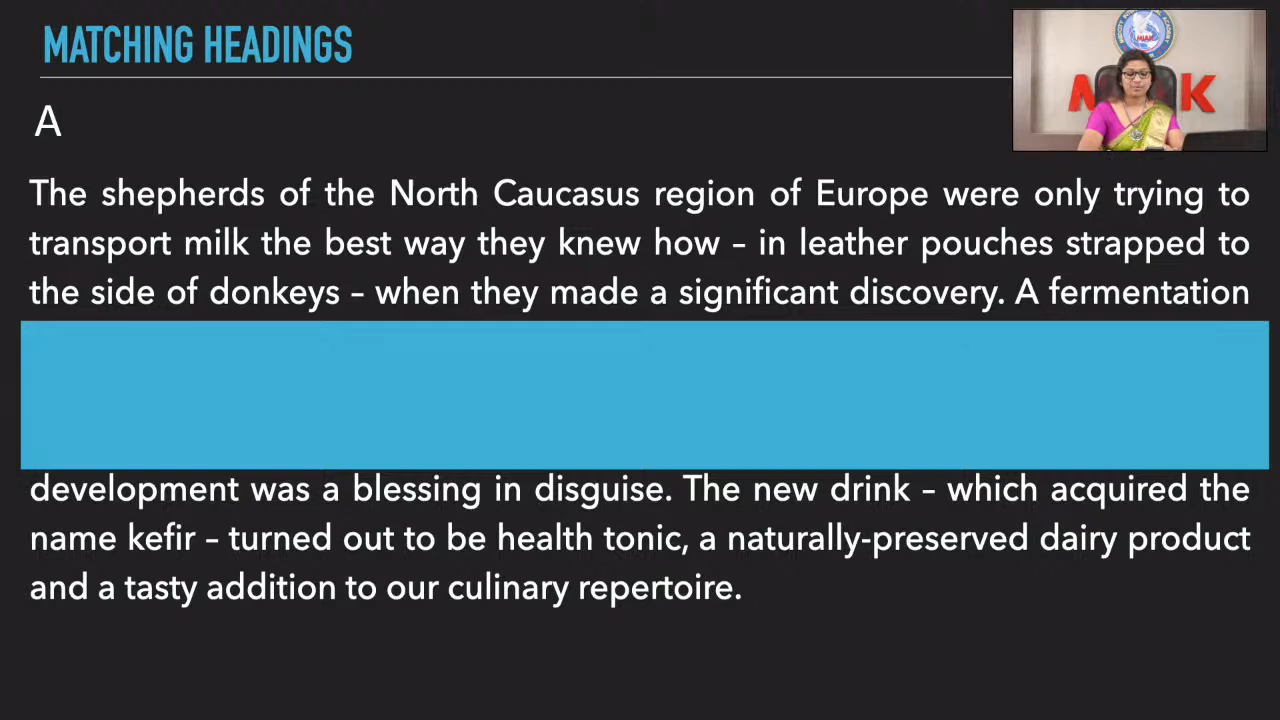 MATCHING HEADINGS
MIAK
A
The shepherds of the North Caucasus region of Europe were only trying to
transport milk the best way they knew how – in leather pouches strapped to
the side of donkeys – when they made a significant discovery. A fermentation
development was a blessing in disguise. The new drink – which acquired the
name kefir – turned out to be health tonic, a naturally-preserved dairy product
and a tasty addition to our culinary repertoire.